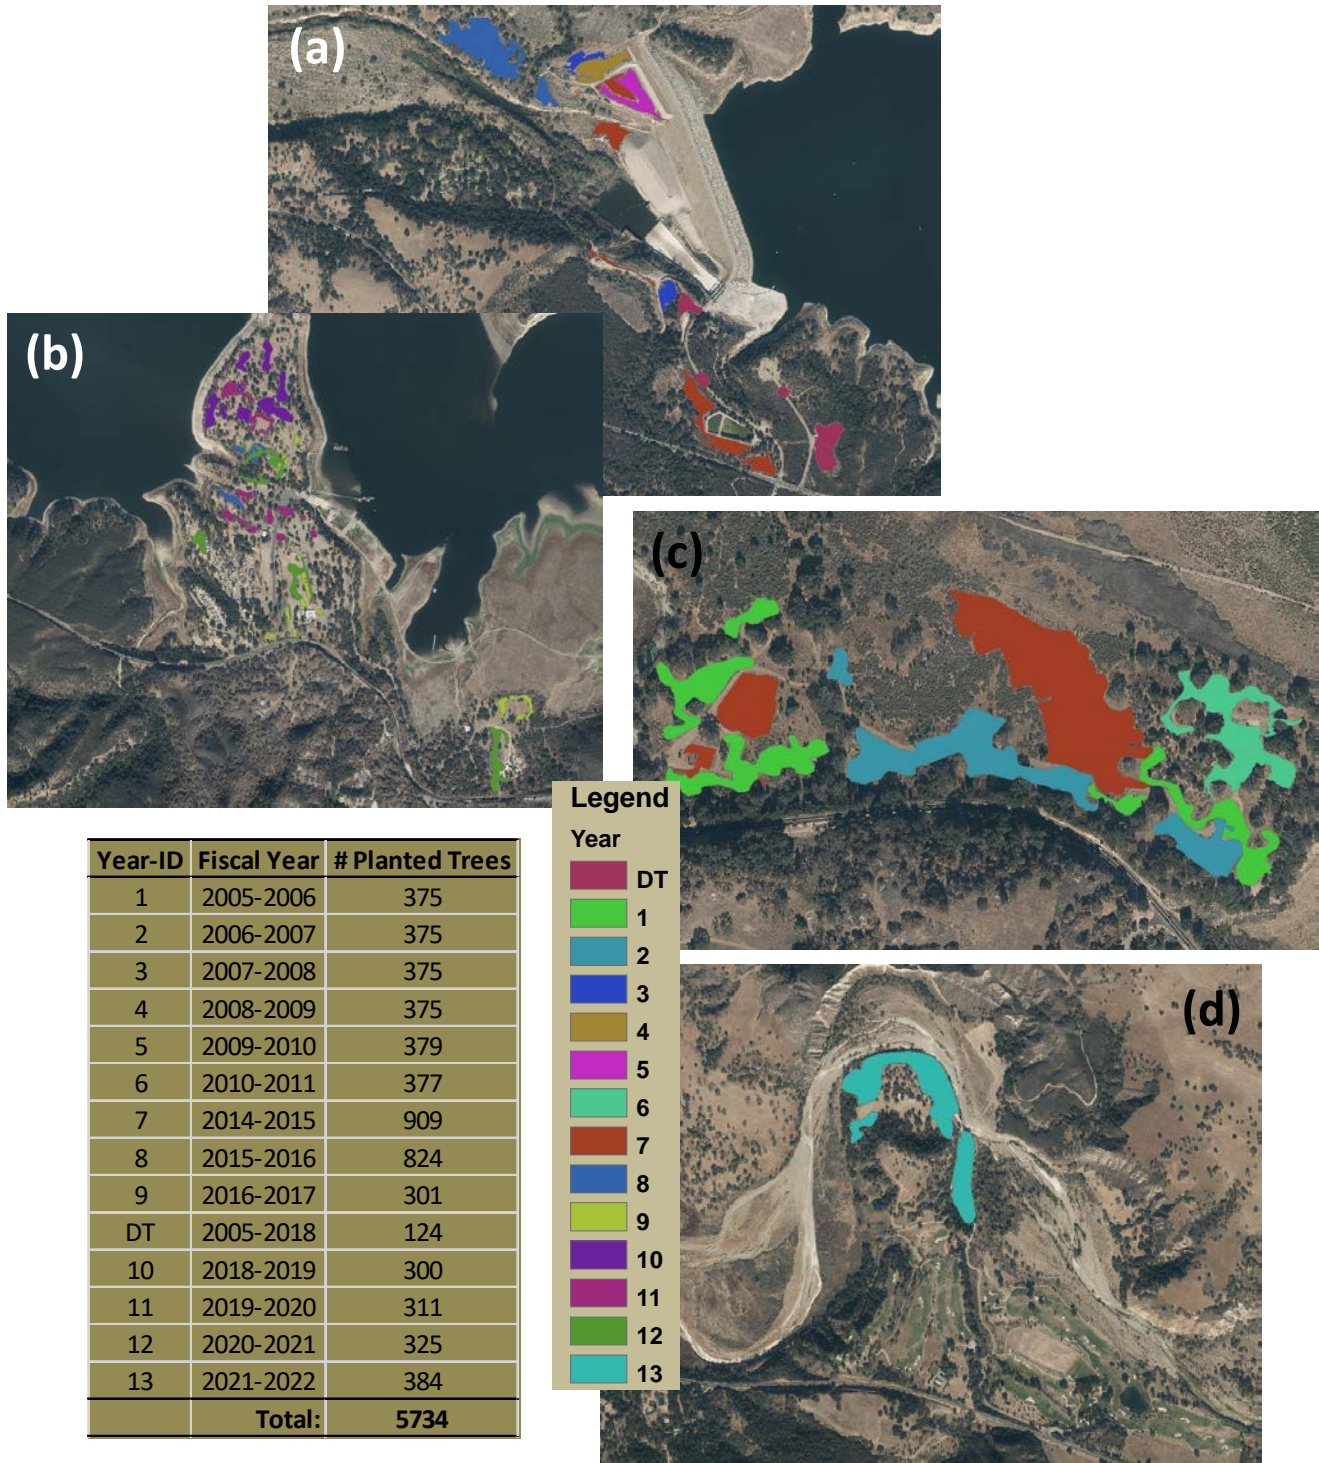 (a)
(b)
(c)
(d)
Year-ID Fiscal Year # Planted Trees
1 2005-2006 375
2 2006-2007 375
3 2007-2008 375
4 2008-2009 375
5 2009-2010 379
6 2010-2011 377
7 2014-2015 909
8 2015-2016 824
9 2016-2017 301
DT 2005-2018 124
10 2018-2019 300
11 2019-2020 311
12 2020-2021 325
13 2021-2022 384
Total: 5734
Legend
Year
DT
1
2
3
4
5
6
7
8
9
10
11
12
13